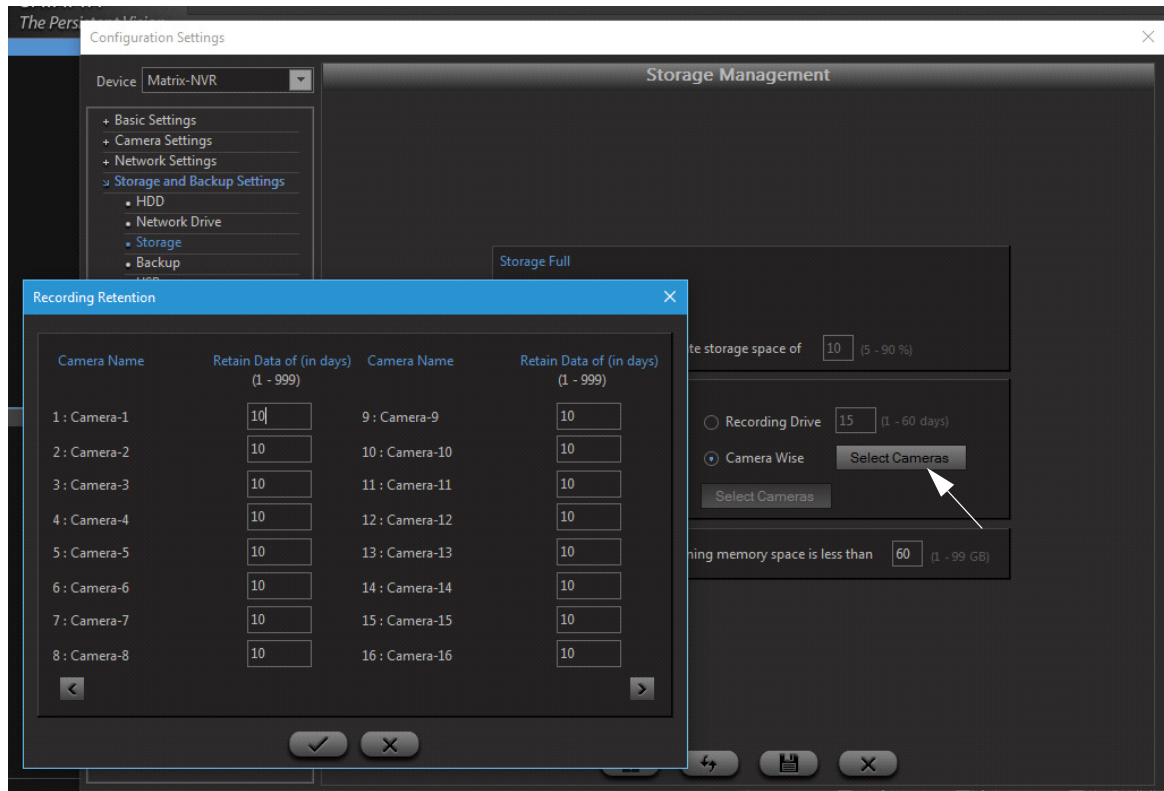 The Persistent Vision
Configuration Settings
Device Matrix-NVR
Storage Management
+ Basic Settings
+ Camera Settings
+ Network Settings
Storage and Backup Settings
HDD
Network Drive
Storage
Backup
Storage Full
te storage space of 10 (5 - 90 %)
Recording Drive 15 (1 - 60 days)
Camera Wise Select Cameras
Select Cameras
ning memory space is less than 60 (1 - 99 GB)
Recording Retention
Camera Name Retain Data of (in days) Camera Name Retain Data of (in days)
(1 - 999) (1 - 999)
1 : Camera-1 10 9 : Camera-9 10
2 : Camera-2 10 10 : Camera-10 10
3 : Camera-3 10 11 : Camera-11 10
4 : Camera-4 10 12 : Camera-12 10
5 : Camera-5 10 13 : Camera-13 10
6 : Camera-6 10 14 : Camera-14 10
7 : Camera-7 10 15 : Camera-15 10
8 : Camera-8 10 16 : Camera-16 10